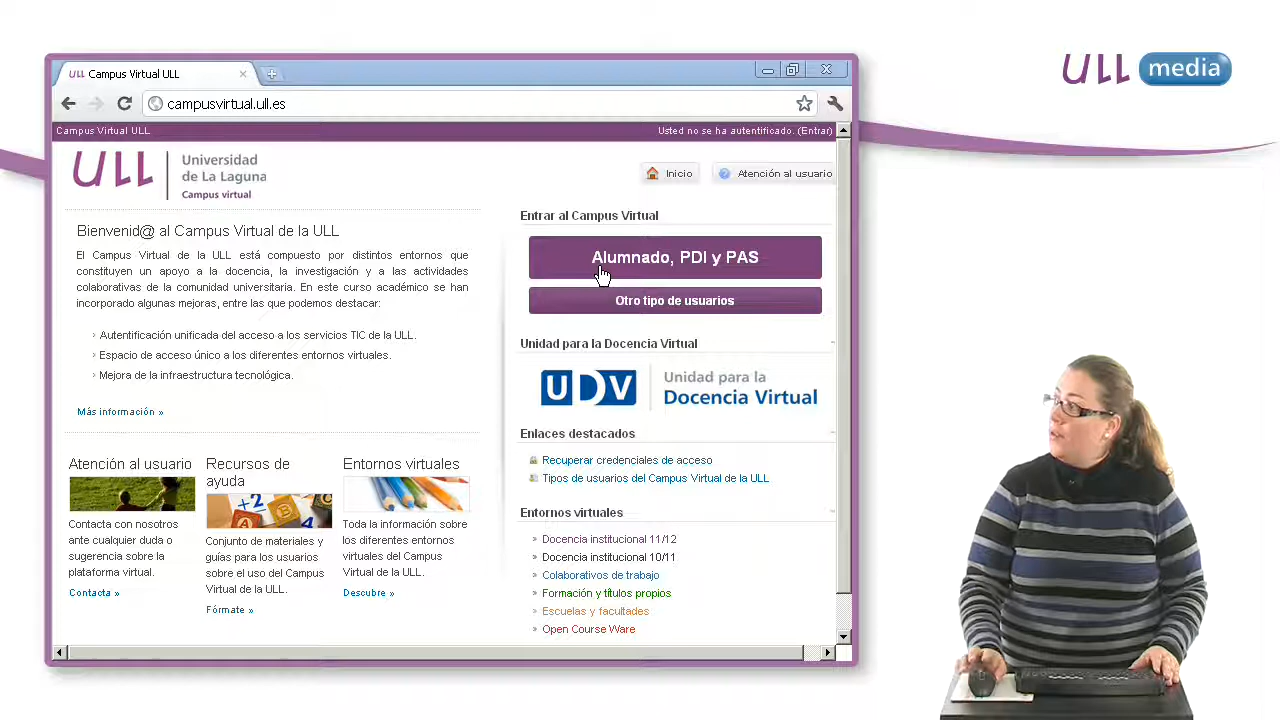 ULL Campus Virtual ULL
campusvirtual.ull.es
Campus Virtual ULL
Usted no se ha autentificado. (Entrar)
ULL
Universidad
de La Laguna
Campus virtual
Inicio
Atención al usuario
Bienvenid@ al Campus Virtual de la ULL
El Campus Virtual de la ULL está compuesto por distintos entornos que
constituyen un apoyo a la docencia, la investigación y a las actividades
colaborativas de la comunidad universitaria. En este curso académico se han
incorporado algunas mejoras, entre las que podemos destacar:
› Autentificación unificada del acceso a los servicios TIC de la ULL.
› Espacio de acceso único a los diferentes entornos virtuales.
› Mejora de la infraestructura tecnológica.
Más información »
Atención al usuario
Contacta con nosotros
ante cualquier duda o
sugerencia sobre la
plataforma virtual.
Contacta »
Recursos de
ayuda
+2
A
B
Conjunto de materiales y
guías para los usuarios
sobre el uso del Campus
Virtual de la ULL.
Fórmate »
Entornos virtuales
Toda la información sobre
los diferentes entornos
virtuales del Campus
Virtual de la ULL.
Descubre »
Entrar al Campus Virtual
Alumnado, PDI y PAS
Otro tipo de usuarios
Unidad para la Docencia Virtual
UDV
Unidad para la
Docencia Virtual
Enlaces destacados
Recuperar credenciales de acceso
Tipos de usuarios del Campus Virtual de la ULL
Entornos virtuales
» Docencia institucional 11/12
» Docencia institucional 10/11
» Colaborativos de trabajo
» Formación y títulos propios
» Escuelas y facultades
» Open Course Ware
ULL media